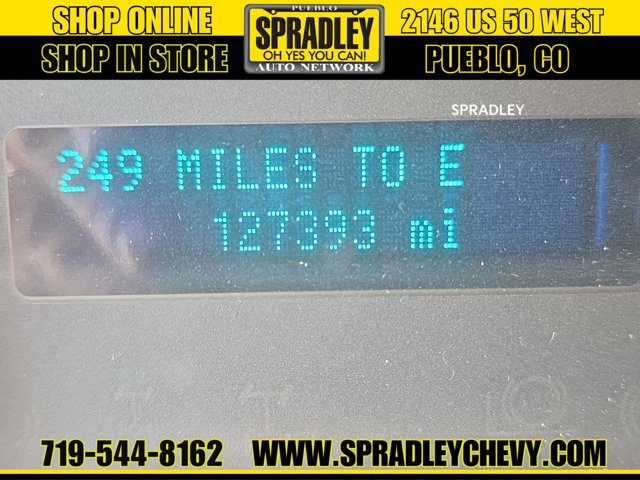 SHOP ONLINE
SHOP IN STORE
PUEBLO
SPRADLEY
OH YES YOU CAN!
AUTO NETWORK
2146 US 50 WEST
PUEBLO, CO
SPRADLEY
249 MILES TO E
127393 mi
719-544-8162 WWW.SPRADLEYCHEVY.COM